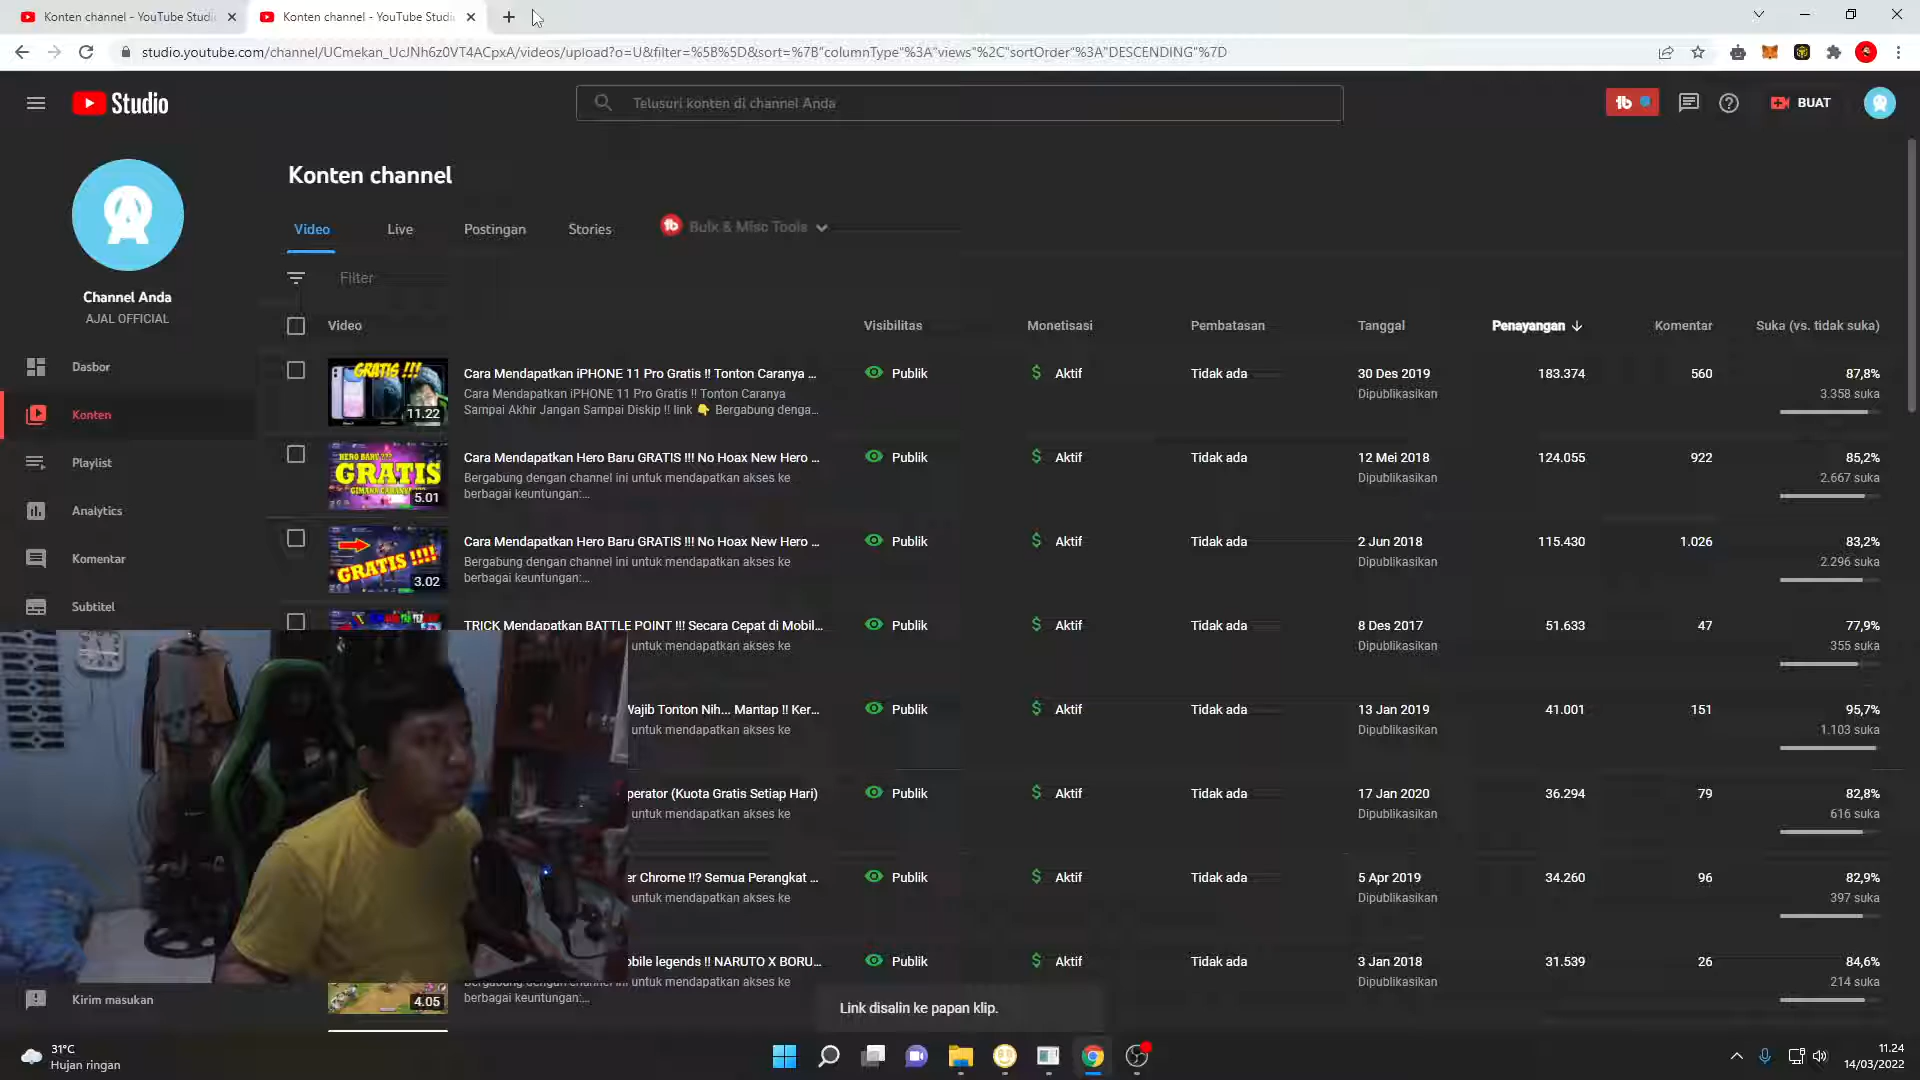 Konten channel - YouTube Studi
Konten channel - YouTube Studi
studio.youtube.com/channel/UCmekan_UcJNh6z0VT4ACpxA/videos/upload?o=U&filter=%5B%5D&sort=%7B"columnType"%3A"views"%2C"sortOrder"%3A"DESCENDING"%7D
Studio
Telusuri konten di channel Anda
BUAT
Konten channel
Video Live Postingan Stories Bulk & Misc Tools
Filter
Channel Anda
AJAL OFFICIAL
Dasbor
Konten
Playlist
Analytics
Komentar
Subtitel
Kirim masukan
Video Visibilitas Monetisasi Pembatasan Tanggal Penayangan Komentar Suka (vs. tidak suka)
GRATIS !!!
11.22
Cara Mendapatkan iPHONE 11 Pro Gratis !! Tonton Caranya ... Publik Aktif Tidak ada 30 Des 2019 183.374 560 87,8%
Cara Mendapatkan iPHONE 11 Pro Gratis !! Tonton Caranya Dipublikasikan 3.358 suka
Sampai Akhir Jangan Sampai Diskip !! link 👇 Bergabung denga...
HERO BARU ???
GRATIS
5.01
Cara Mendapatkan Hero Baru GRATIS !!! No Hoax New Hero ... Publik Aktif Tidak ada 12 Mei 2018 124.055 922 85,2%
Bergabung dengan channel ini untuk mendapatkan akses ke Dipublikasikan 2.667 suka
berbagai keuntungan:...
GRATIS !!!!
3.02
Cara Mendapatkan Hero Baru GRATIS !!! No Hoax New Hero ... Publik Aktif Tidak ada 2 Jun 2018 115.430 1.026 83,2%
Bergabung dengan channel ini untuk mendapatkan akses ke Dipublikasikan 2.296 suka
berbagai keuntungan:...
TRICK Mendapatkan BATTLE POINT !!! Secara Cepat di Mobil... Publik Aktif Tidak ada 8 Des 2017 51.633 47 77,9%
untuk mendapatkan akses ke Dipublikasikan 355 suka
Wajib Tonton Nih... Mantap !! Ker... Publik Aktif Tidak ada 13 Jan 2019 41.001 151 95,7%
untuk mendapatkan akses ke Dipublikasikan 1.103 suka
perator (Kuota Gratis Setiap Hari) Publik Aktif Tidak ada 17 Jan 2020 36.294 79 82,8%
untuk mendapatkan akses ke Dipublikasikan 616 suka
er Chrome !!? Semua Perangkat ... Publik Aktif Tidak ada 5 Apr 2019 34.260 96 82,9%
untuk mendapatkan akses ke Dipublikasikan 397 suka
obile legends !! NARUTO X BORU... Publik Aktif Tidak ada 3 Jan 2018 31.539 26 84,6%
Bergabung dengan channel ini untuk mendapatkan akses ke Dipublikasikan 214 suka
berbagai keuntungan:...
4.05
Link disalin ke papan klip.
31°C
Hujan ringan
11.24
14/03/2022